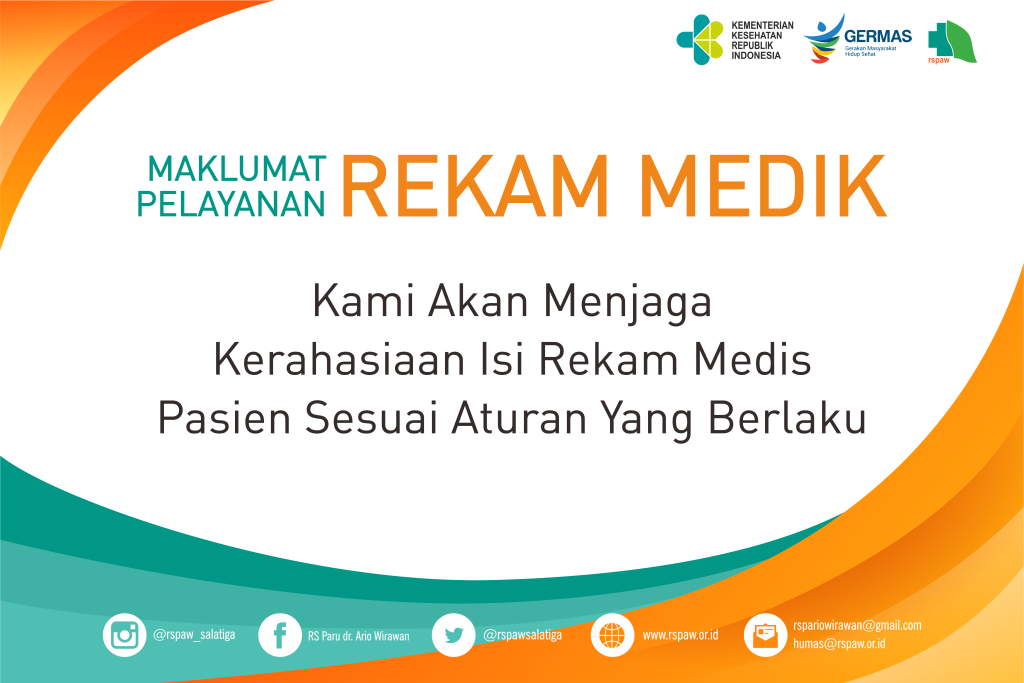 KEMENTERIAN
KESEHATAN
REPUBLIK
INDONESIA
GERMAS
Gerakan Masyarakat
Hidup Sehat
rspaw
MAKLUMAT
PELAYANAN
REKAM MEDIK
Kami Akan Menjaga
Kerahasiaan Isi Rekam Medis
Pasien Sesuai Aturan Yang Berlaku
@rspaw_salatiga
RS Paru dr. Ario Wirawan
@rspawsalatiga
www.rspaw.or.id
rspariowirawan@gmail.com
humas@rspaw.or.id